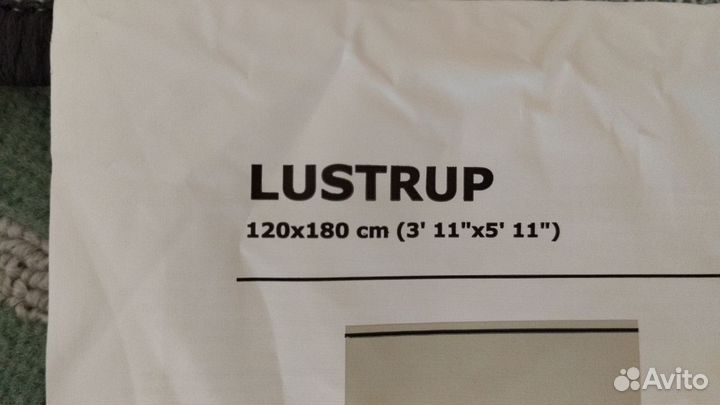 LUSTRUP
120x180 cm (3' 11"x5' 11")
Avito